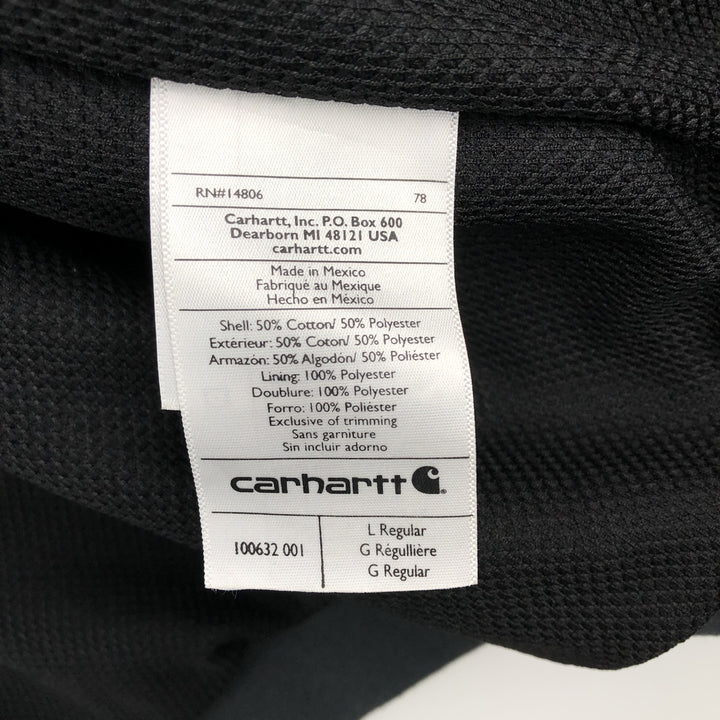 RN#14806 78
Carhartt, Inc. P.O. Box 600
Dearborn MI 48121 USA
carhartt.com
Made in Mexico
Fabriqué au Mexique
Hecho en México
Shell: 50% Cotton/ 50% Polyester
Extérieur: 50% Coton/ 50% Polyester
Armazón: 50% Algodón/ 50% Poliéster
Lining: 100% Polyester
Doublure: 100% Polyester
Forro: 100% Poliéster
Exclusive of trimming
Sans garniture
Sin incluir adorno
carhartt
100632 001
L Regular
G Régullière
G Regular